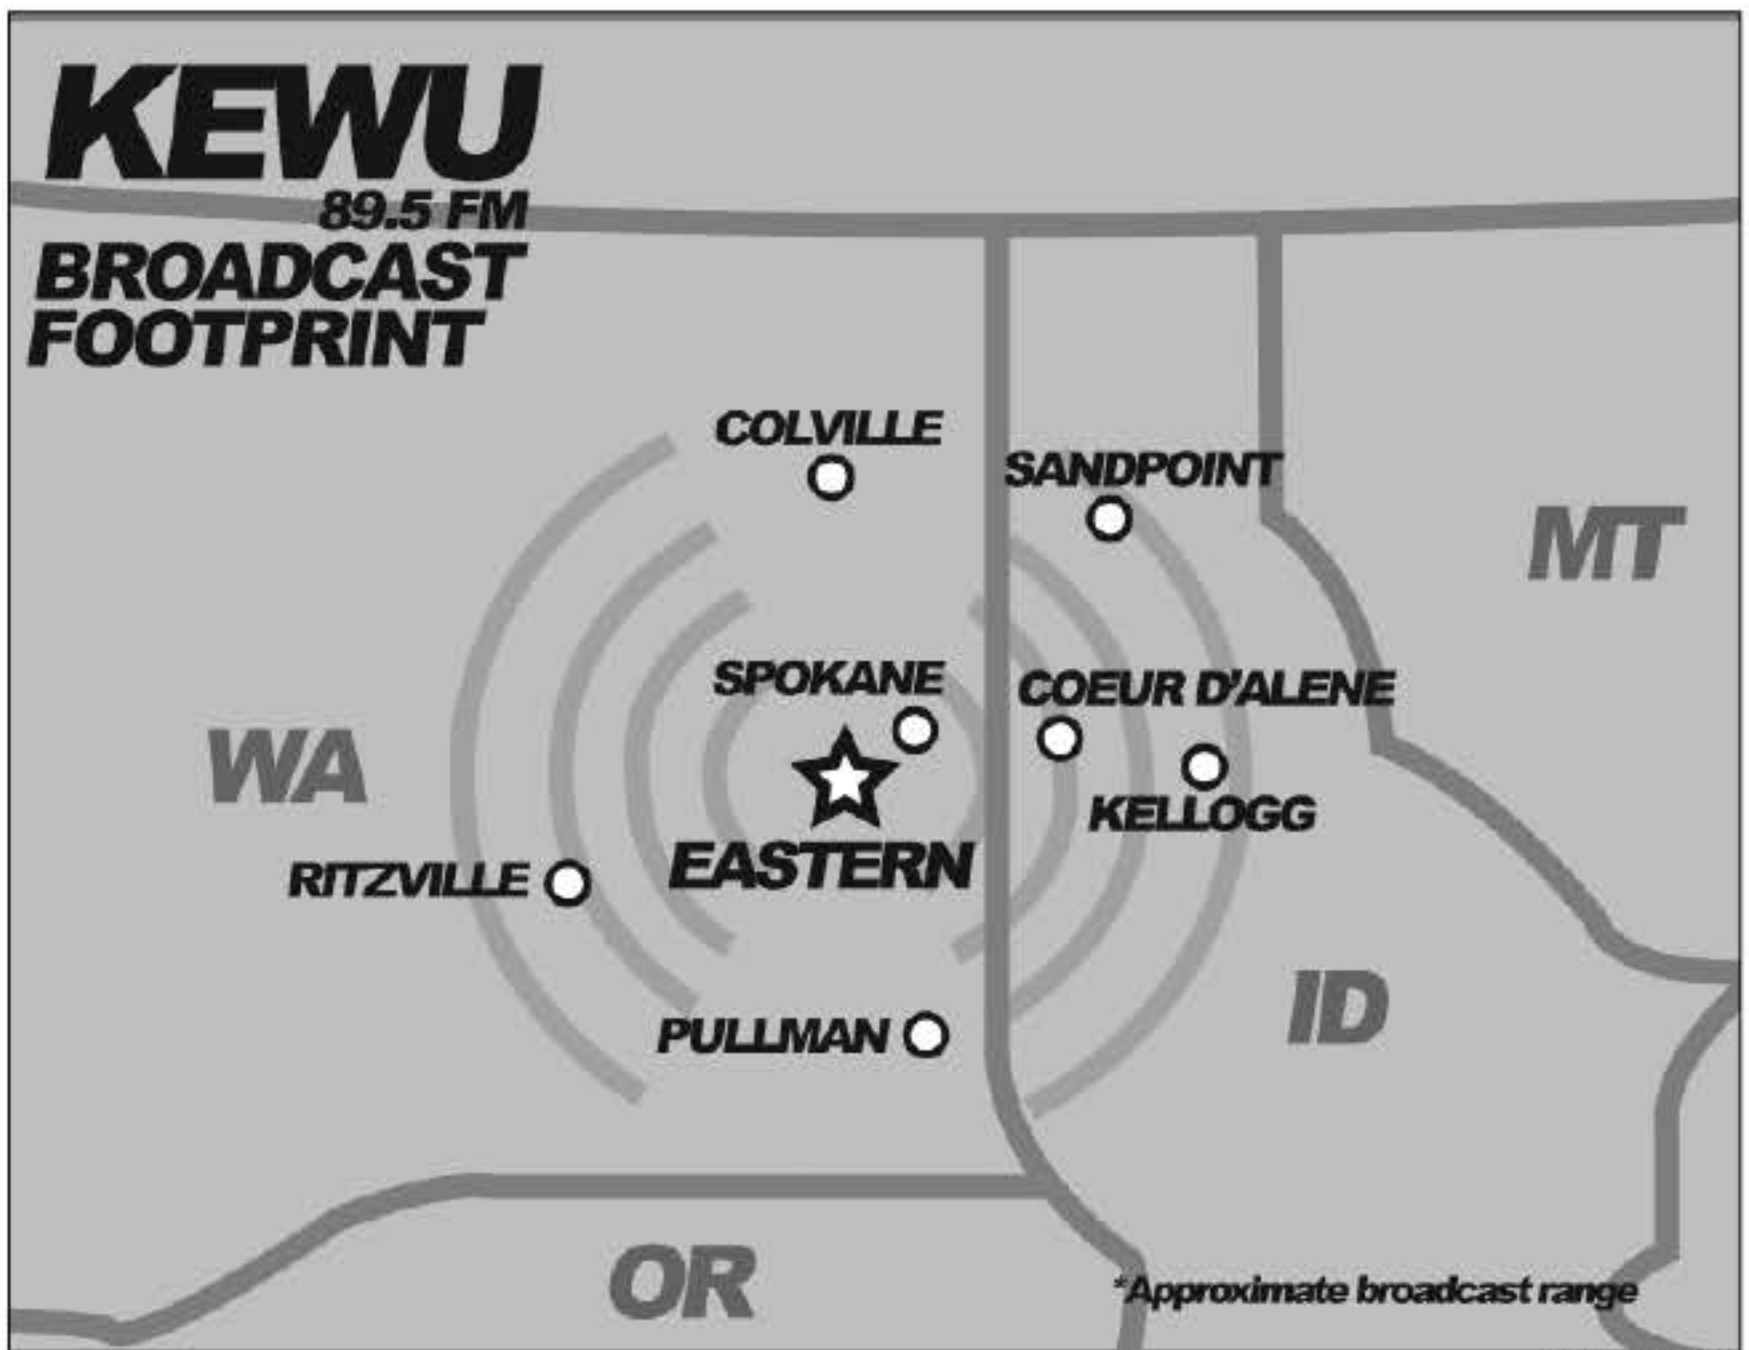 KEWU
89.5 FM
BROADCAST
FOOTPRINT
COLVILLE
SANDPOINT
MT
SPOKANE
COEUR D'ALENE
WA
KELLOGG
EASTERN
RITZVILLE
ID
PULLMAN
OR
*Approximate broadcast range